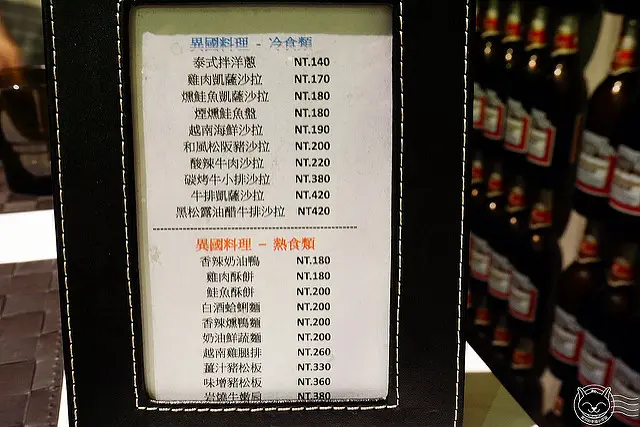 異國料理 - 冷食類
泰式拌洋蔥 NT.140
雞肉凱薩沙拉 NT.170
燻鮭魚凱薩沙拉 NT.180
煙燻鮭魚盤 NT.180
越南海鮮沙拉 NT.190
和風松阪豬沙拉 NT.200
酸辣牛肉沙拉 NT.220
碳烤牛小排沙拉 NT.380
牛排凱薩沙拉 NT.420
黑松露油醋牛排沙拉 NT420
異國料理 – 熱食類
香辣奶油鴨 NT.180
雞肉酥餅 NT.180
鮭魚酥餅 NT.200
白酒蛤蜊麵 NT.200
香辣燻鴨麵 NT.200
奶油鮮蔬麵 NT.200
越南雞腿排 NT.260
薑汁豬松板 NT.330
味增豬松板 NT.360
岩燒牛嫩肩 NT.380